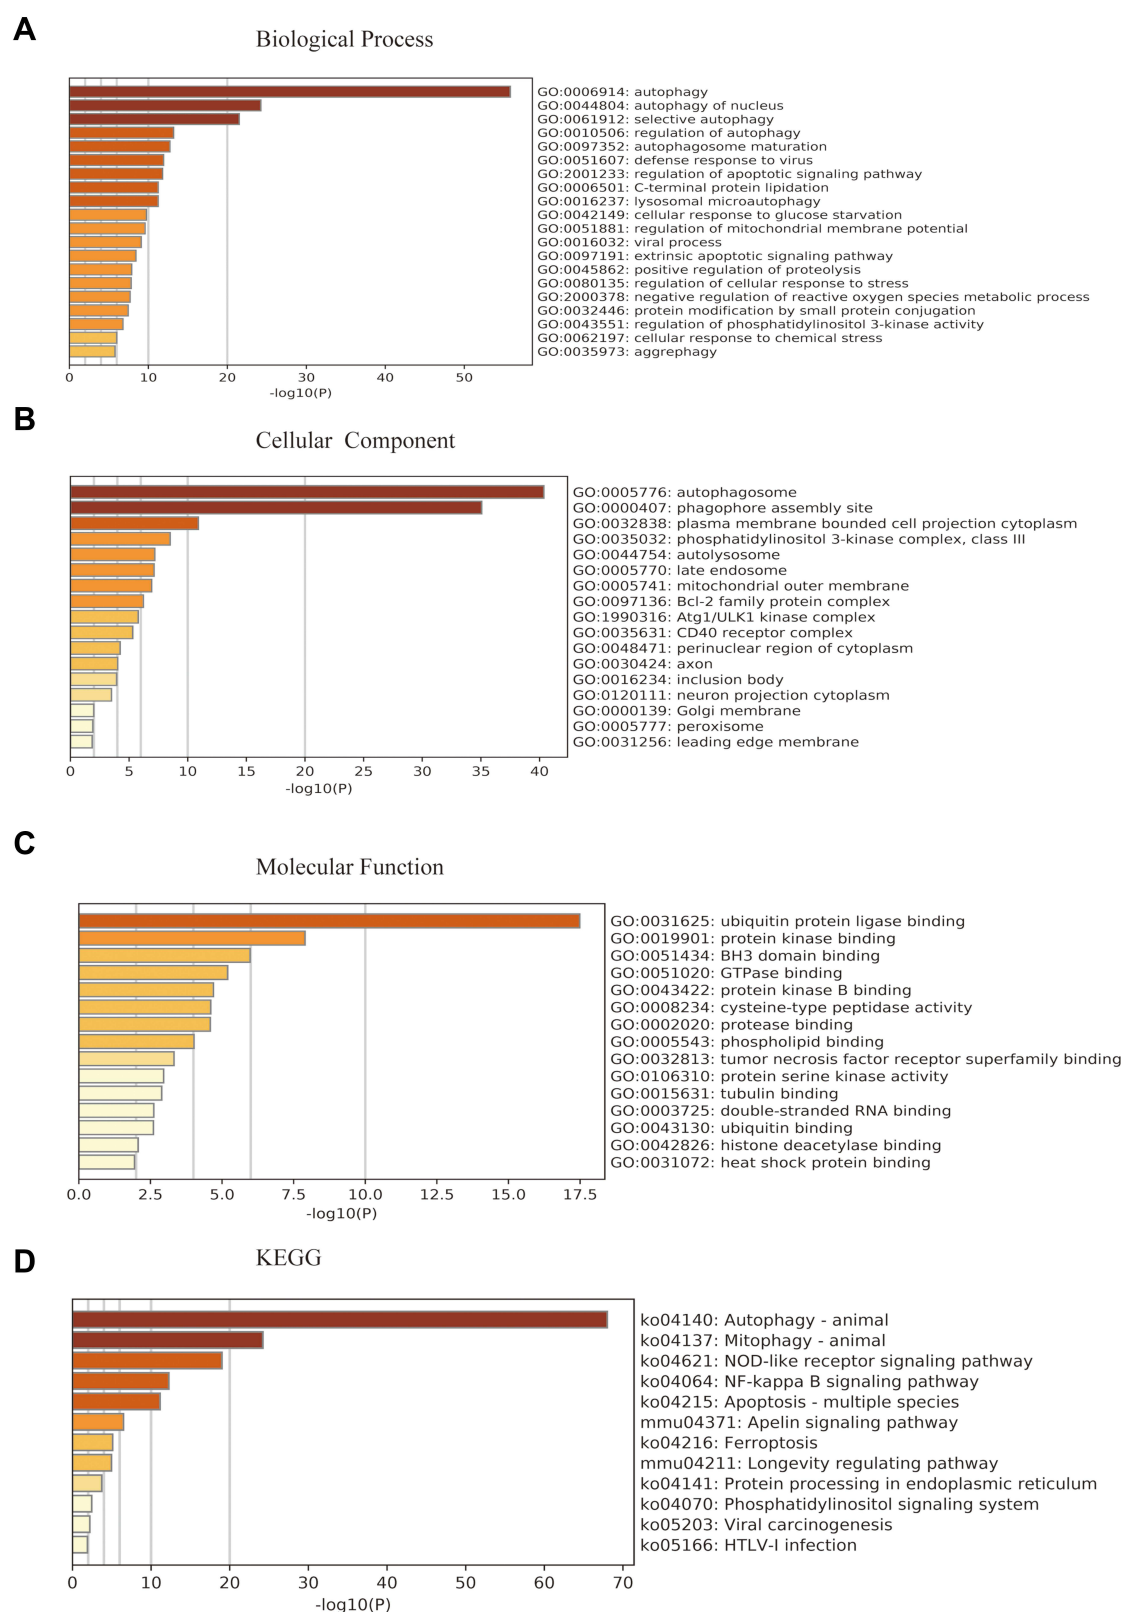 A
Biological Process
GO:0006914: autophagy
GO:0044804: autophagy of nucleus
GO:0061912: selective autophagy
GO:0010506: regulation of autophagy
GO:0097352: autophagosome maturation
GO:0051607: defense response to virus
GO:2001233: regulation of apoptotic signaling pathway
GO:0006501: C-terminal protein lipidation
GO:0016237: lysosomal microautophagy
GO:0042149: cellular response to glucose starvation
GO:0051881: regulation of mitochondrial membrane potential
GO:0016032: viral process
GO:0097191: extrinsic apoptotic signaling pathway
GO:0045862: positive regulation of proteolysis
GO:0080135: regulation of cellular response to stress
GO:2000378: negative regulation of reactive oxygen species metabolic process
GO:0032446: protein modification by small protein conjugation
GO:0043551: regulation of phosphatidylinositol 3-kinase activity
GO:0062197: cellular response to chemical stress
GO:0035973: aggrephagy
0 10 20 30 40 50
-log10(P)
B
Cellular Component
GO:0005776: autophagosome
GO:0000407: phagophore assembly site
GO:0032838: plasma membrane bounded cell projection cytoplasm
GO:0035032: phosphatidylinositol 3-kinase complex, class III
GO:0044754: autolysosome
GO:0005770: late endosome
GO:0005741: mitochondrial outer membrane
GO:0097136: Bcl-2 family protein complex
GO:1990316: Atg1/ULK1 kinase complex
GO:0035631: CD40 receptor complex
GO:0048471: perinuclear region of cytoplasm
GO:0030424: axon
GO:0016234: inclusion body
GO:0120111: neuron projection cytoplasm
GO:0000139: Golgi membrane
GO:0005777: peroxisome
GO:0031256: leading edge membrane
0 5 10 15 20 25 30 35 40
-log10(P)
C
Molecular Function
GO:0031625: ubiquitin protein ligase binding
GO:0019901: protein kinase binding
GO:0051434: BH3 domain binding
GO:0051020: GTPase binding
GO:0043422: protein kinase B binding
GO:0008234: cysteine-type peptidase activity
GO:0002020: protease binding
GO:0005543: phospholipid binding
GO:0032813: tumor necrosis factor receptor superfamily binding
GO:0106310: protein serine kinase activity
GO:0015631: tubulin binding
GO:0003725: double-stranded RNA binding
GO:0043130: ubiquitin binding
GO:0042826: histone deacetylase binding
GO:0031072: heat shock protein binding
0.0 2.5 5.0 7.5 10.0 12.5 15.0 17.5
-log10(P)
D
KEGG
ko04140: Autophagy - animal
ko04137: Mitophagy - animal
ko04621: NOD-like receptor signaling pathway
ko04064: NF-kappa B signaling pathway
ko04215: Apoptosis - multiple species
mmu04371: Apelin signaling pathway
ko04216: Ferroptosis
mmu04211: Longevity regulating pathway
ko04141: Protein processing in endoplasmic reticulum
ko04070: Phosphatidylinositol signaling system
ko05203: Viral carcinogenesis
ko05166: HTLV-I infection
0 10 20 30 40 50 60 70
-log10(P)